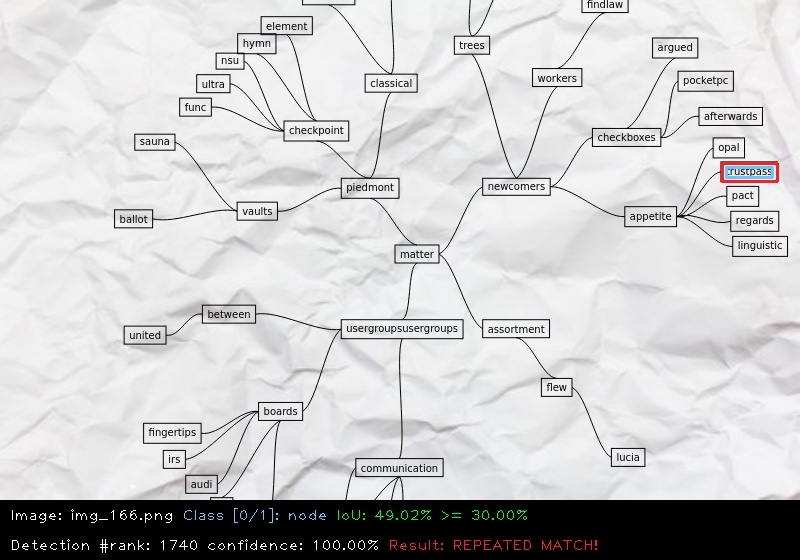 findlaw
element
hymn
trees
argued
nsu
workers
pocketpc
ultra
classical
func
afterwards
checkpoint
checkboxes
sauna
opal
trustpass
piedmont
newcomers
pact
vaults
appetite
ballot
regards
linguistic
matter
between
united
usergroupsusergroups
assortment
flew
boards
fingertips
irs
lucia
communication
audi
Image: img_166.png Class [0/1]: node IoU: 49.02% >= 30.00%
Detection #rank: 1740 confidence: 100.00% Result: REPEATED MATCH!